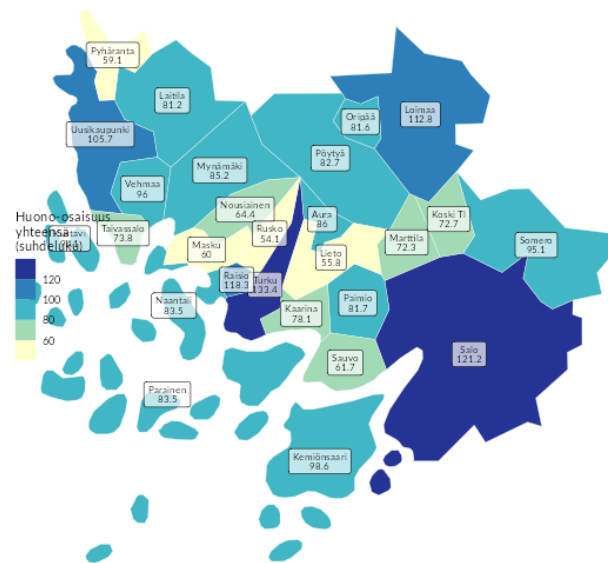 Pyhäranta
59.1
Laitila
81.2
Loimaa
112.8
Oripää
81.6
Uusikaupunki
105.7
Pöytyä
82.7
Mynämäki
85.2
Vehmaa
96
Nousiainen
64.4
Huono-osaisuus
yhteensä
(suhdeluku)
Taivassalo
73.8
Aura
86
Rusko
54.1
Koski Tl
72.7
Marttila
72.3
Masku
60
Lieto
55.8
Somero
95.1
Raisio
118.3
Turku
133.4
120
100
80
60
Naantali
83.5
Paimio
81.7
Kaarina
78.1
Salo
121.2
Sauvo
61.7
Parainen
83.5
Kemiönsaari
98.6